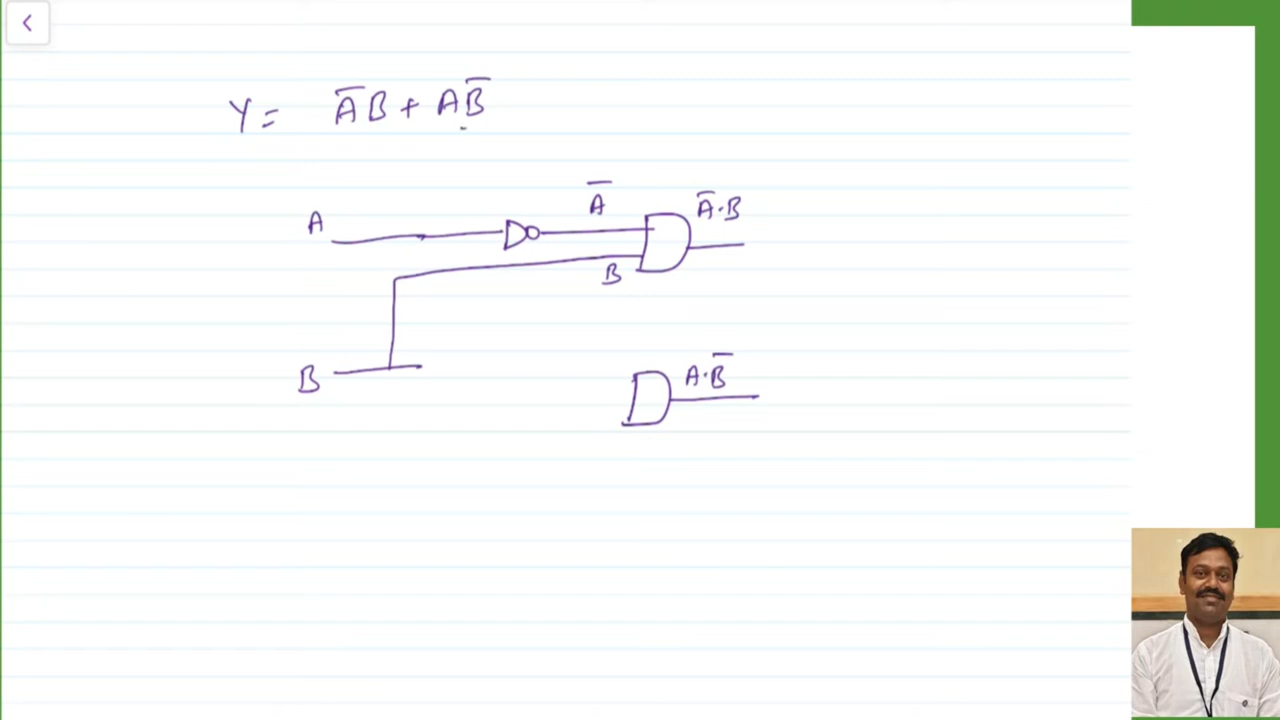 Y = A̅B + AB̅
A̅
A̅·B
A
B
A·B̅
B